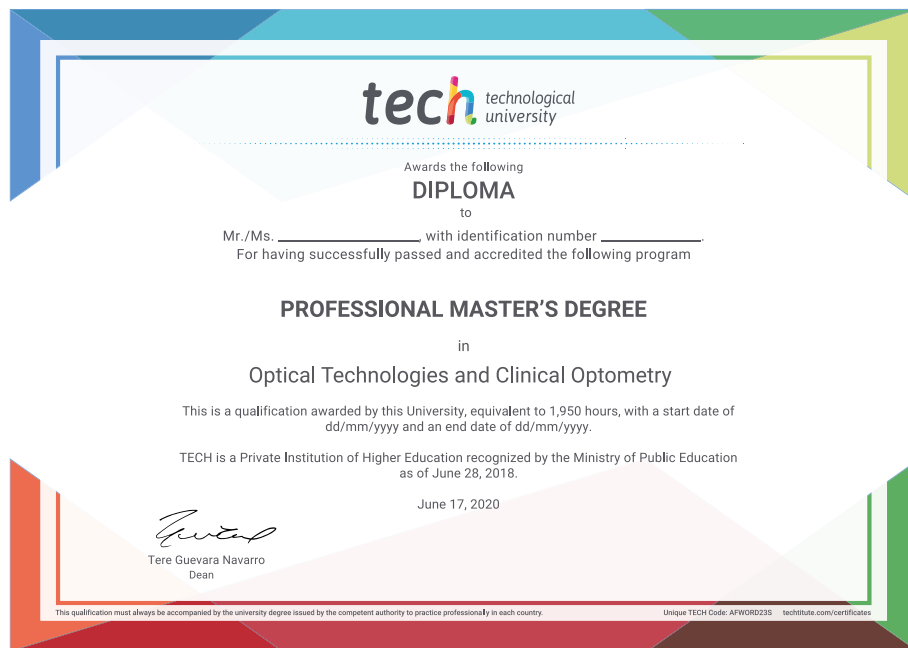 tech technological
university
Awards the following
DIPLOMA
to
Mr./Ms. ____________________, with identification number ______________.
For having successfully passed and accredited the following program
PROFESSIONAL MASTER'S DEGREE
in
Optical Technologies and Clinical Optometry
This is a qualification awarded by this University, equivalent to 1,950 hours, with a start date of
dd/mm/yyyy and an end date of dd/mm/yyyy.
TECH is a Private Institution of Higher Education recognized by the Ministry of Public Education
as of June 28, 2018.
June 17, 2020
Tere Guevara Navarro
Dean
This qualification must always be accompanied by the university degree issued by the competent authority to practice professionally in each country. Unique TECH Code: AFWORD23S techtitute.com/certificates